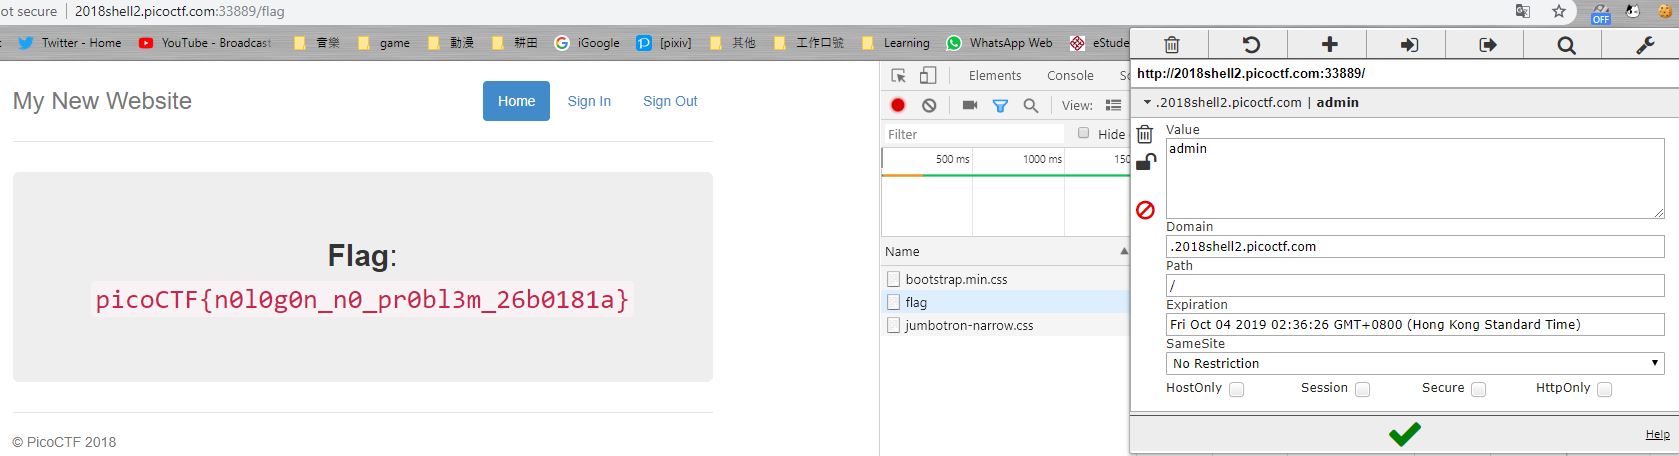 ot secure | 2018shell2.picoctf.com:33889/flag
OFF
Twitter - Home YouTube - Broadcast 音樂 game 動漫 耕田 iGoogle [pixiv] 其他 工作口號 Learning WhatsApp Web eStude
My New Website Home Sign In Sign Out
Flag:
picoCTF{n0l0g0n_n0_pr0bl3m_26b0181a}
© PicoCTF 2018
Elements Console
View:
Filter Hide
500 ms 1000 ms 150
Name
bootstrap.min.css
flag
jumbotron-narrow.css
http://2018shell2.picoctf.com:33889/
.2018shell2.picoctf.com | admin
Value
admin
Domain
.2018shell2.picoctf.com
Path
/
Expiration
Fri Oct 04 2019 02:36:26 GMT+0800 (Hong Kong Standard Time)
SameSite
No Restriction
HostOnly Session Secure HttpOnly
Help